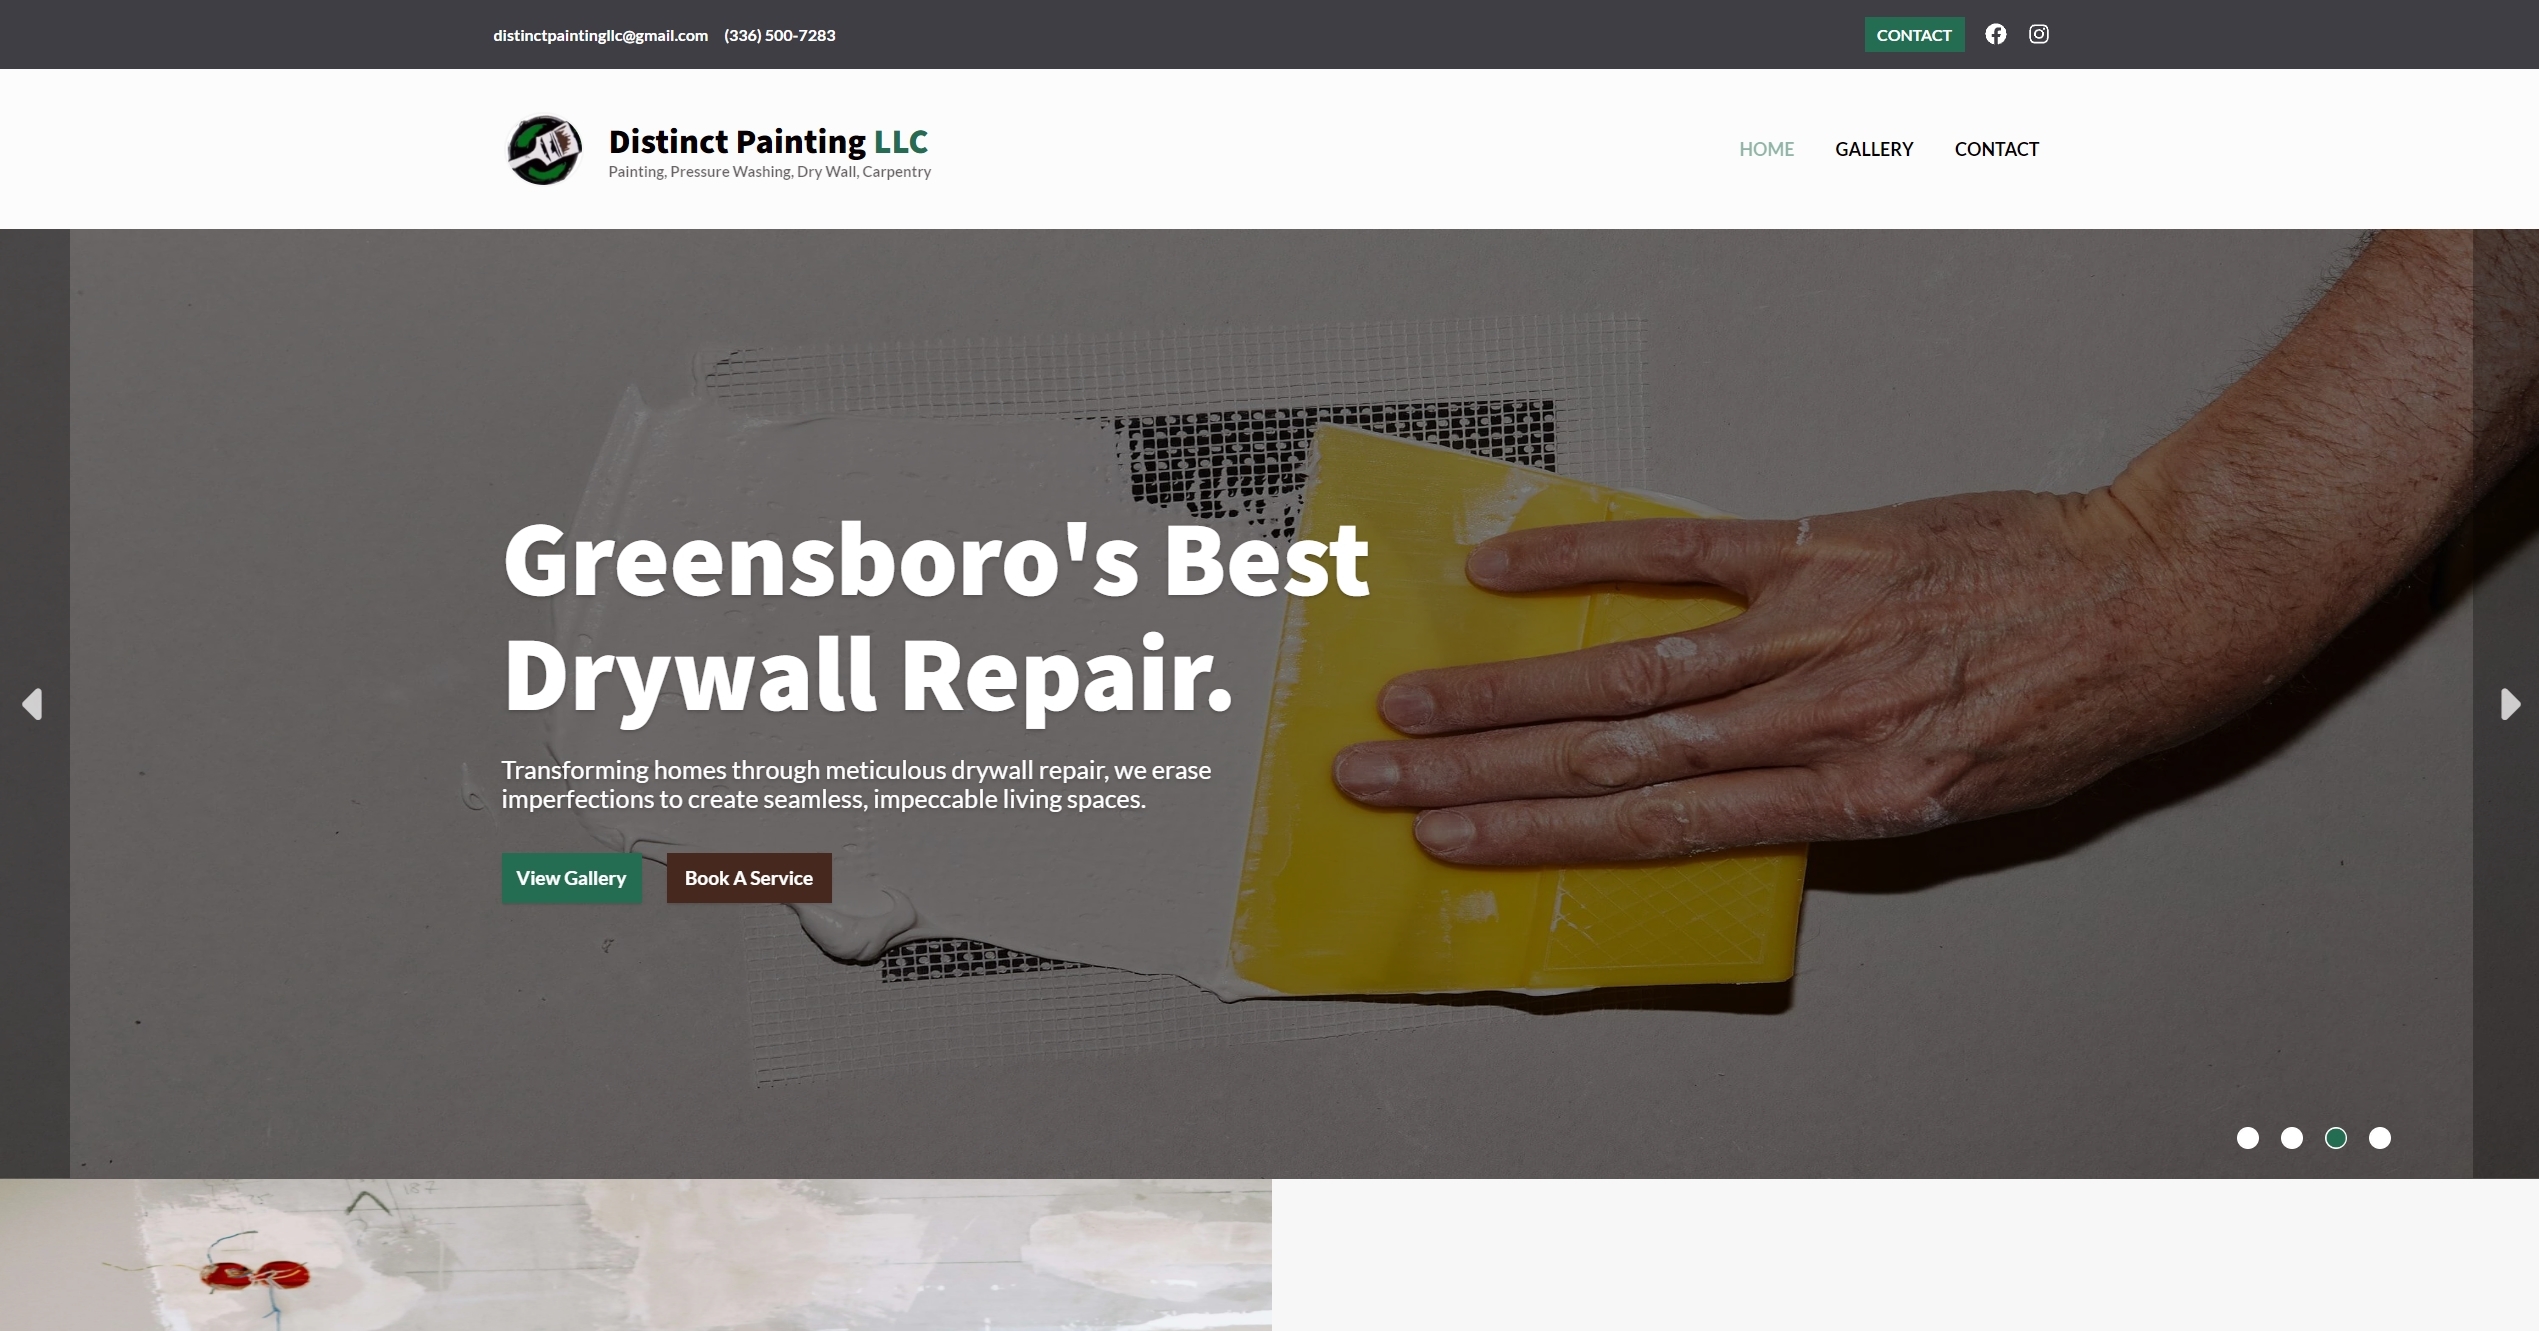 distinctpaintingllc@gmail.com (336) 500-7283 CONTACT
Distinct Painting LLC
Painting, Pressure Washing, Dry Wall, Carpentry
HOME GALLERY CONTACT
Greensboro's Best
Drywall Repair.
Transforming homes through meticulous drywall repair, we erase
imperfections to create seamless, impeccable living spaces.
View Gallery Book A Service
187